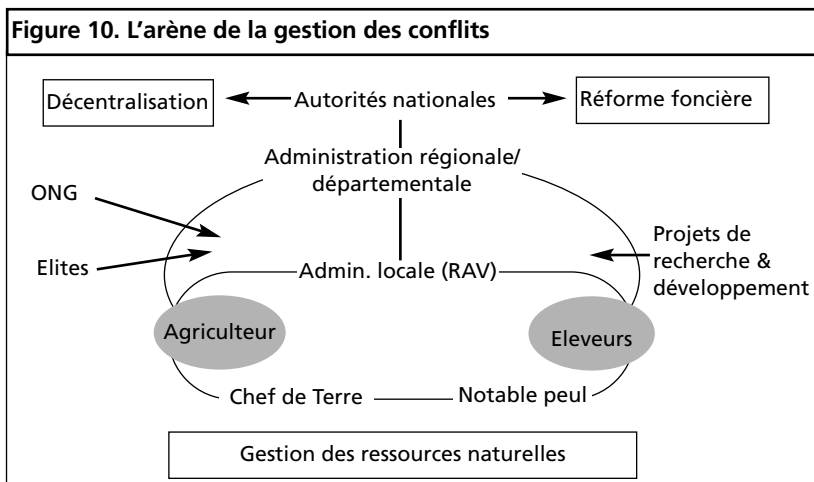 Figure 10. L'arène de la gestion des conflits
Décentralisation
Autorités nationales
Réforme foncière
Administration régionale/
départementale
ONG
Elites
Projets de
recherche &
développement
Admin. locale (RAV)
Agriculteur
Eleveurs
Chef de Terre
Notable peul
Gestion des ressources naturelles